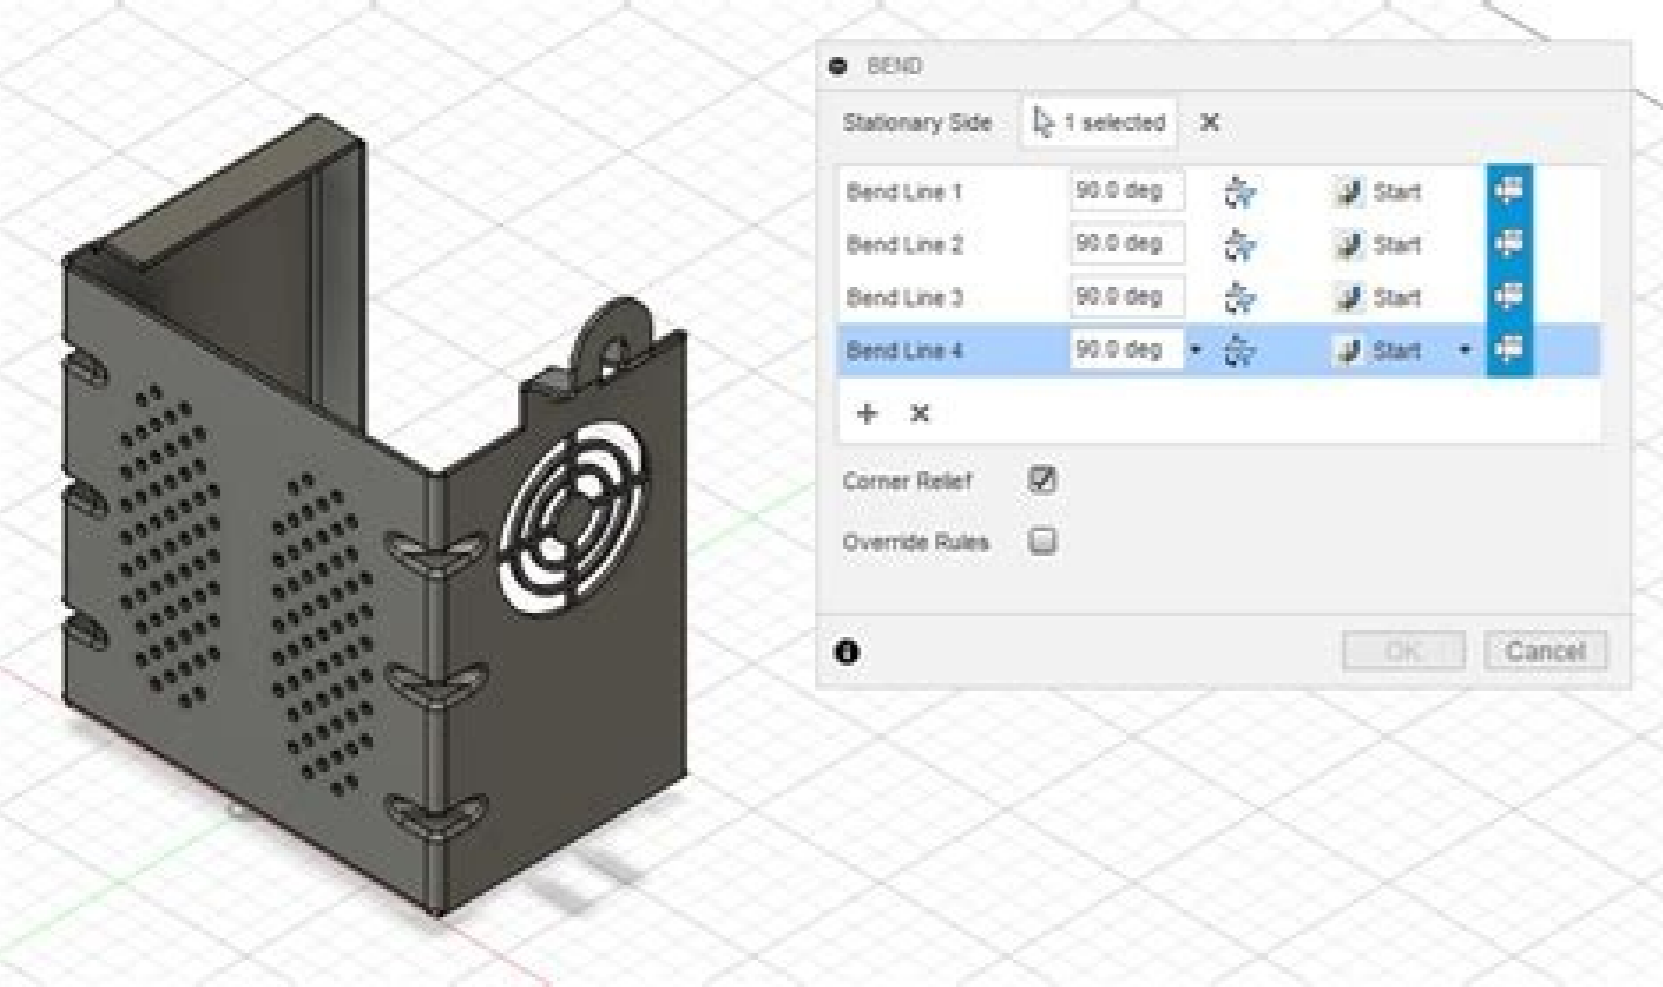 BEND
Stationary Side 1 selected
Bend Line 1 90.0 deg Start
Bend Line 2 90.0 deg Start
Bend Line 3 90.0 deg Start
Bend Line 4 90.0 deg Start
Corner Relief
Override Rules
OK Cancel